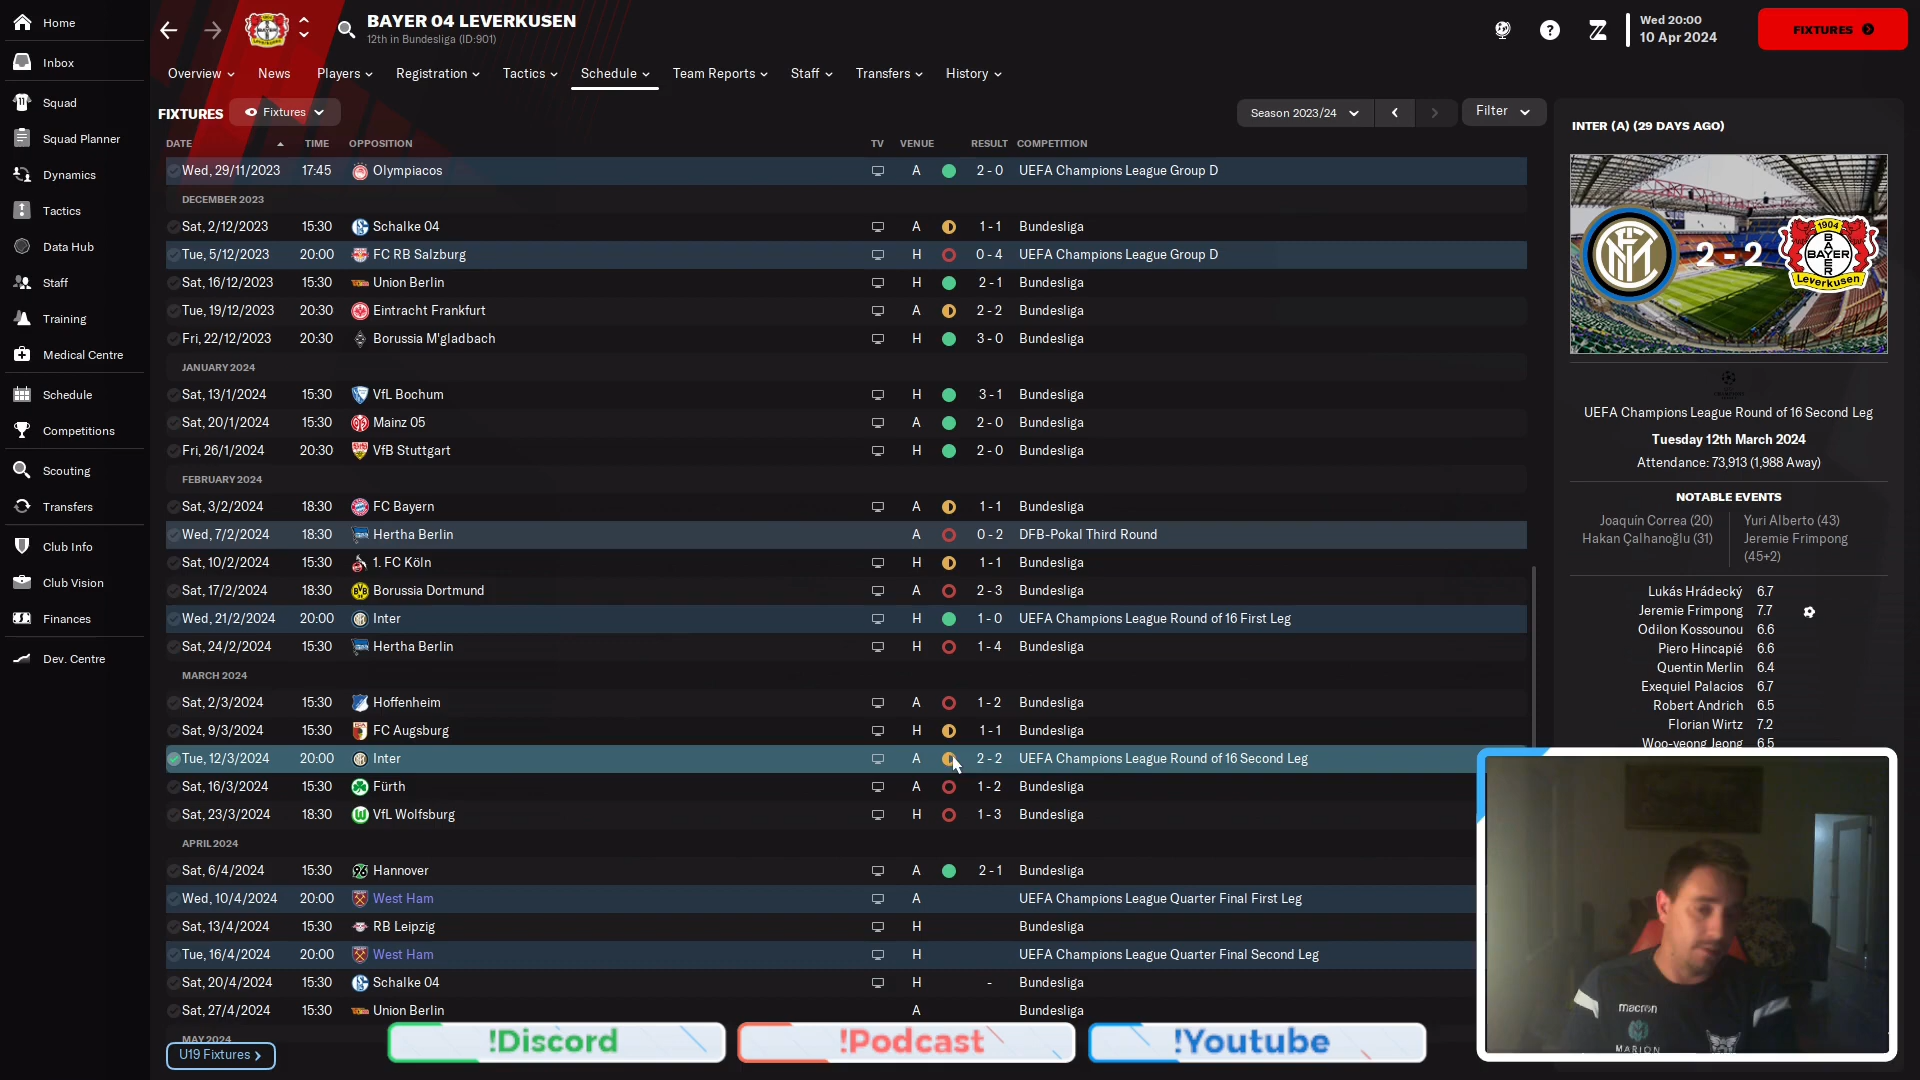 Home
Inbox
Squad
Squad Planner
Dynamics
Tactics
Data Hub
Staff
Training
Medical Centre
Schedule
Competitions
Scouting
Transfers
Club Info
Club Vision
Finances
Dev. Centre
BAYER 04 LEVERKUSEN
12th in Bundesliga (ID:901)
Wed 20:00
10 Apr 2024
FIXTURES
Overview News Players Registration Tactics Schedule Team Reports Staff Transfers History
FIXTURES Fixtures Season 2023/24 Filter
DATE TIME OPPOSITION TV VENUE RESULT COMPETITION
Wed, 29/11/2023 17:45 Olympiacos A 2 - 0 UEFA Champions League Group D
DECEMBER 2023
Sat, 2/12/2023 15:30 Schalke 04 A 1 - 1 Bundesliga
Tue, 5/12/2023 20:00 FC RB Salzburg H 0 - 4 UEFA Champions League Group D
Sat, 16/12/2023 15:30 Union Berlin H 2 - 1 Bundesliga
Tue, 19/12/2023 20:30 Eintracht Frankfurt A 2 - 2 Bundesliga
Fri, 22/12/2023 20:30 Borussia M'gladbach H 3 - 0 Bundesliga
JANUARY 2024
Sat, 13/1/2024 15:30 VfL Bochum H 3 - 1 Bundesliga
Sat, 20/1/2024 15:30 Mainz 05 A 2 - 0 Bundesliga
Fri, 26/1/2024 20:30 VfB Stuttgart H 2 - 0 Bundesliga
FEBRUARY 2024
Sat, 3/2/2024 18:30 FC Bayern A 1 - 1 Bundesliga
Wed, 7/2/2024 18:30 Hertha Berlin A 0 - 2 DFB-Pokal Third Round
Sat, 10/2/2024 15:30 1. FC Köln H 1 - 1 Bundesliga
Sat, 17/2/2024 18:30 Borussia Dortmund A 2 - 3 Bundesliga
Wed, 21/2/2024 20:00 Inter H 1 - 0 UEFA Champions League Round of 16 First Leg
Sat, 24/2/2024 15:30 Hertha Berlin H 1 - 4 Bundesliga
MARCH 2024
Sat, 2/3/2024 15:30 Hoffenheim A 1 - 2 Bundesliga
Sat, 9/3/2024 15:30 FC Augsburg H 1 - 1 Bundesliga
Tue, 12/3/2024 20:00 Inter A 2 - 2 UEFA Champions League Round of 16 Second Leg
Sat, 16/3/2024 15:30 Fürth A 1 - 2 Bundesliga
Sat, 23/3/2024 18:30 VfL Wolfsburg H 1 - 3 Bundesliga
APRIL 2024
Sat, 6/4/2024 15:30 Hannover A 2 - 1 Bundesliga
Wed, 10/4/2024 20:00 West Ham A UEFA Champions League Quarter Final First Leg
Sat, 13/4/2024 15:30 RB Leipzig H Bundesliga
Tue, 16/4/2024 20:00 West Ham H UEFA Champions League Quarter Final Second Leg
Sat, 20/4/2024 15:30 Schalke 04 H - Bundesliga
Sat, 27/4/2024 15:30 Union Berlin A Bundesliga
MAY 2024
U19 Fixtures
!Discord
!Podcast
!Youtube
INTER (A) (29 DAYS AGO)
2 - 2
1904
BAYER
BAYER
Leverkusen
UEFA Champions League Round of 16 Second Leg
Tuesday 12th March 2024
Attendance: 73,913 (1,988 Away)
NOTABLE EVENTS
Joaquín Correa (20)
Hakan Çalhanoğlu (31)
Yuri Alberto (43)
Jeremie Frimpong
(45+2)
Lukás Hrádecký 6.7
Jeremie Frimpong 7.7
Odilon Kossounou 6.6
Piero Hincapié 6.6
Quentin Merlin 6.4
Exequiel Palacios 6.7
Robert Andrich 6.5
Florian Wirtz 7.2
Woo-yeong Jeong 6.5
macron
MARION